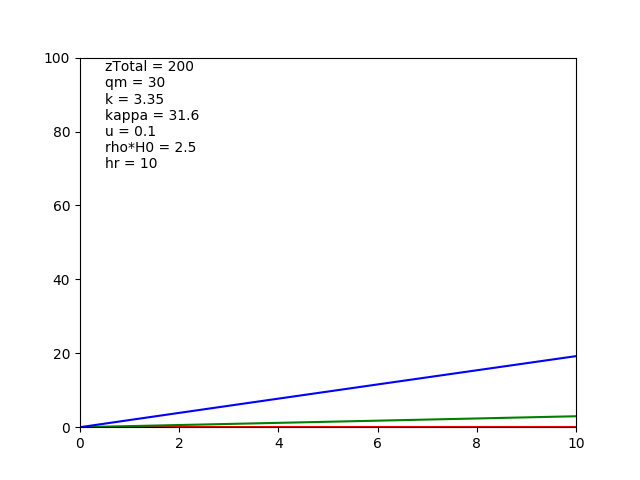 100
zTotal = 200
qm = 30
k = 3.35
kappa = 31.6
u = 0.1
rho*H0 = 2.5
hr = 10
80
60
40
20
0
0 2 4 6 8 10